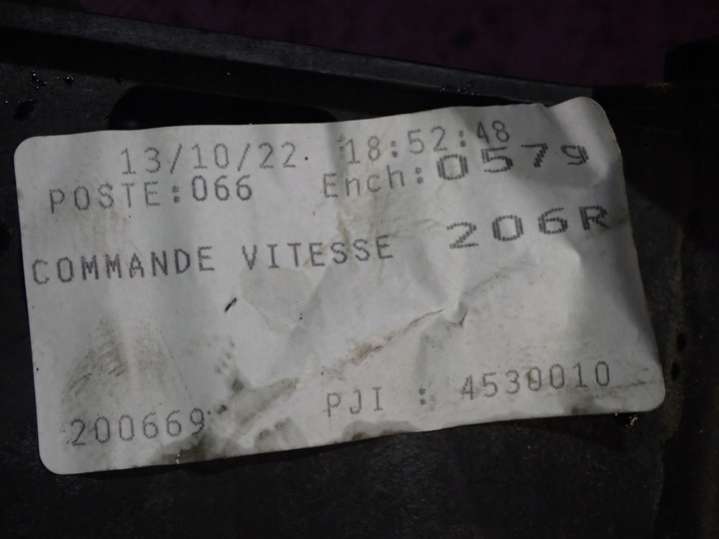 13/10/22 18:52:48
POSTE:066 Ench:0579
COMMANDE VITESSE 206R
200669 PJI : 4530010